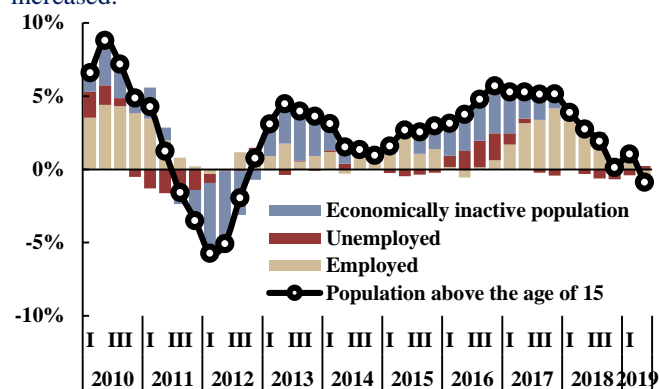 increased.
10%
5%
0%
-5%
-10%
Economically inactive population
Unemployed
Employed
Population above the age of 15
I III I III I III I III I III I III I III I III I III I
2010 2011 2012 2013 2014 2015 2016 2017 2018 2019